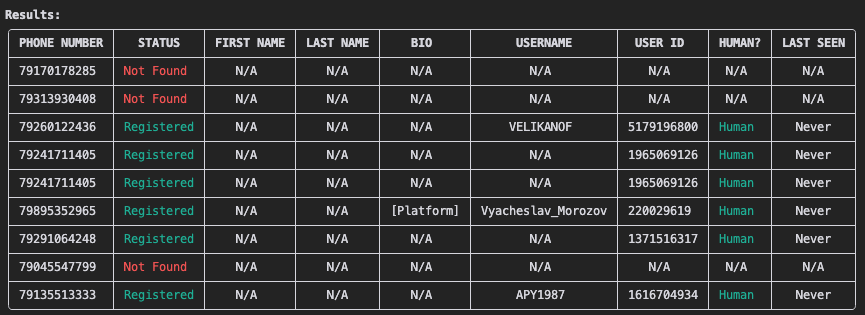 Results:
PHONE NUMBER STATUS FIRST NAME LAST NAME BIO USERNAME USER ID HUMAN? LAST SEEN
79170178285 Not Found N/A N/A N/A N/A N/A N/A N/A
79313930408 Not Found N/A N/A N/A N/A N/A N/A N/A
79260122436 Registered N/A N/A N/A VELIKANOF 5179196800 Human Never
79241711405 Registered N/A N/A N/A N/A 1965069126 Human Never
79241711405 Registered N/A N/A N/A N/A 1965069126 Human Never
79895352965 Registered N/A N/A [Platform] Vyacheslav_Morozov 220029619 Human Never
79291064248 Registered N/A N/A N/A N/A 1371516317 Human Never
79045547799 Not Found N/A N/A N/A N/A N/A N/A N/A
79135513333 Registered N/A N/A N/A APY1987 1616704934 Human Never